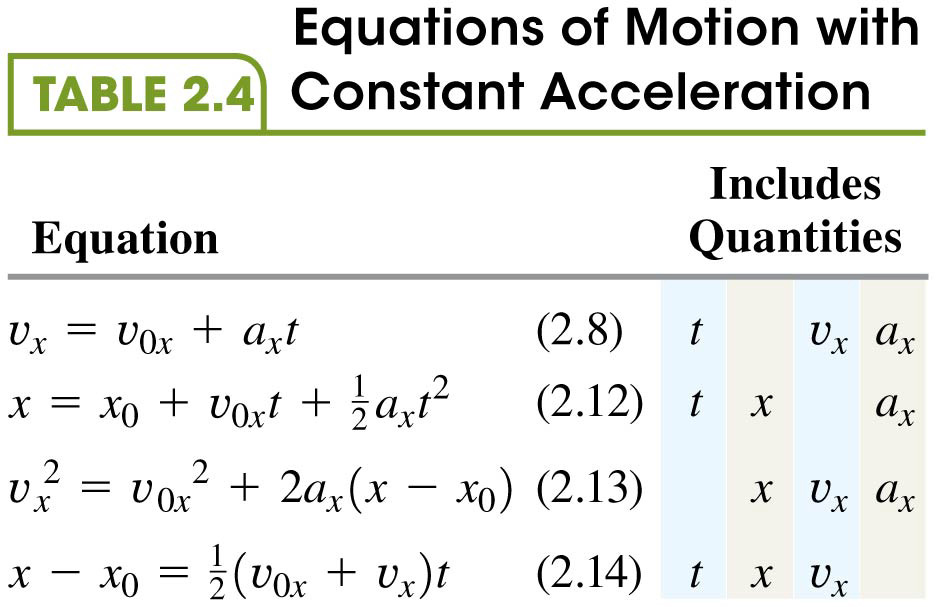 Equations of Motion with
TABLE 2.4 Constant Acceleration
Includes
Equation Quantities
vₓ = v₀ₓ + aₓt (2.8) t vₓ aₓ
x = x₀ + v₀ₓt + ½aₓt² (2.12) t x aₓ
vₓ² = v₀ₓ² + 2aₓ(x − x₀) (2.13) x vₓ aₓ
x − x₀ = ½(v₀ₓ + vₓ)t (2.14) t x vₓ